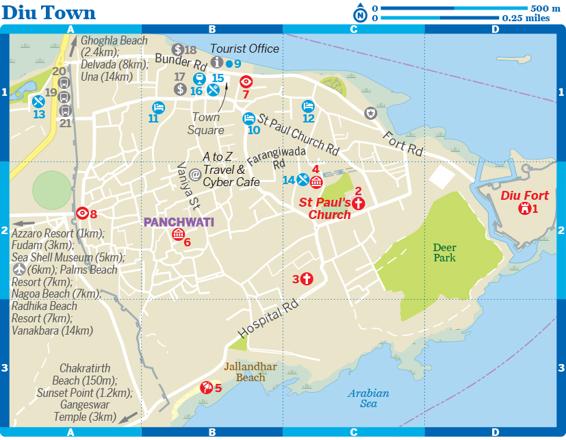 Diu Town
N
0 500 m
0 0.25 miles
A B C D
Ghoghla Beach
(2.4km);
Delvada (8km);
Una (14km)
$ 18
Tourist Office
Bunder Rd
i 9
20
19
21
17
$
16
15
7
1
1
13
11
Town
Square
10
12
St Paul Church Rd
Fort Rd
Farangiwada
Rd
A to Z
Travel &
Cyber Cafe
@
Vaniya St
14
4
2
St Paul's
Church
Diu Fort
1
8
PANCHWATI
6
2
2
Azzaro Resort (1km);
Fudam (3km);
Sea Shell Museum (5km);
(6km); Palms Beach
Resort (7km);
Nagoa Beach (7km);
Radhika Beach
Resort (7km);
Vanakbara (14km)
Deer
Park
3
Hospital Rd
3
3
Chakratirth
Beach (150m);
Sunset Point (1.2km);
Gangeswar
Temple (3km)
Jallandhar
Beach
5
Arabian
Sea
A B C D